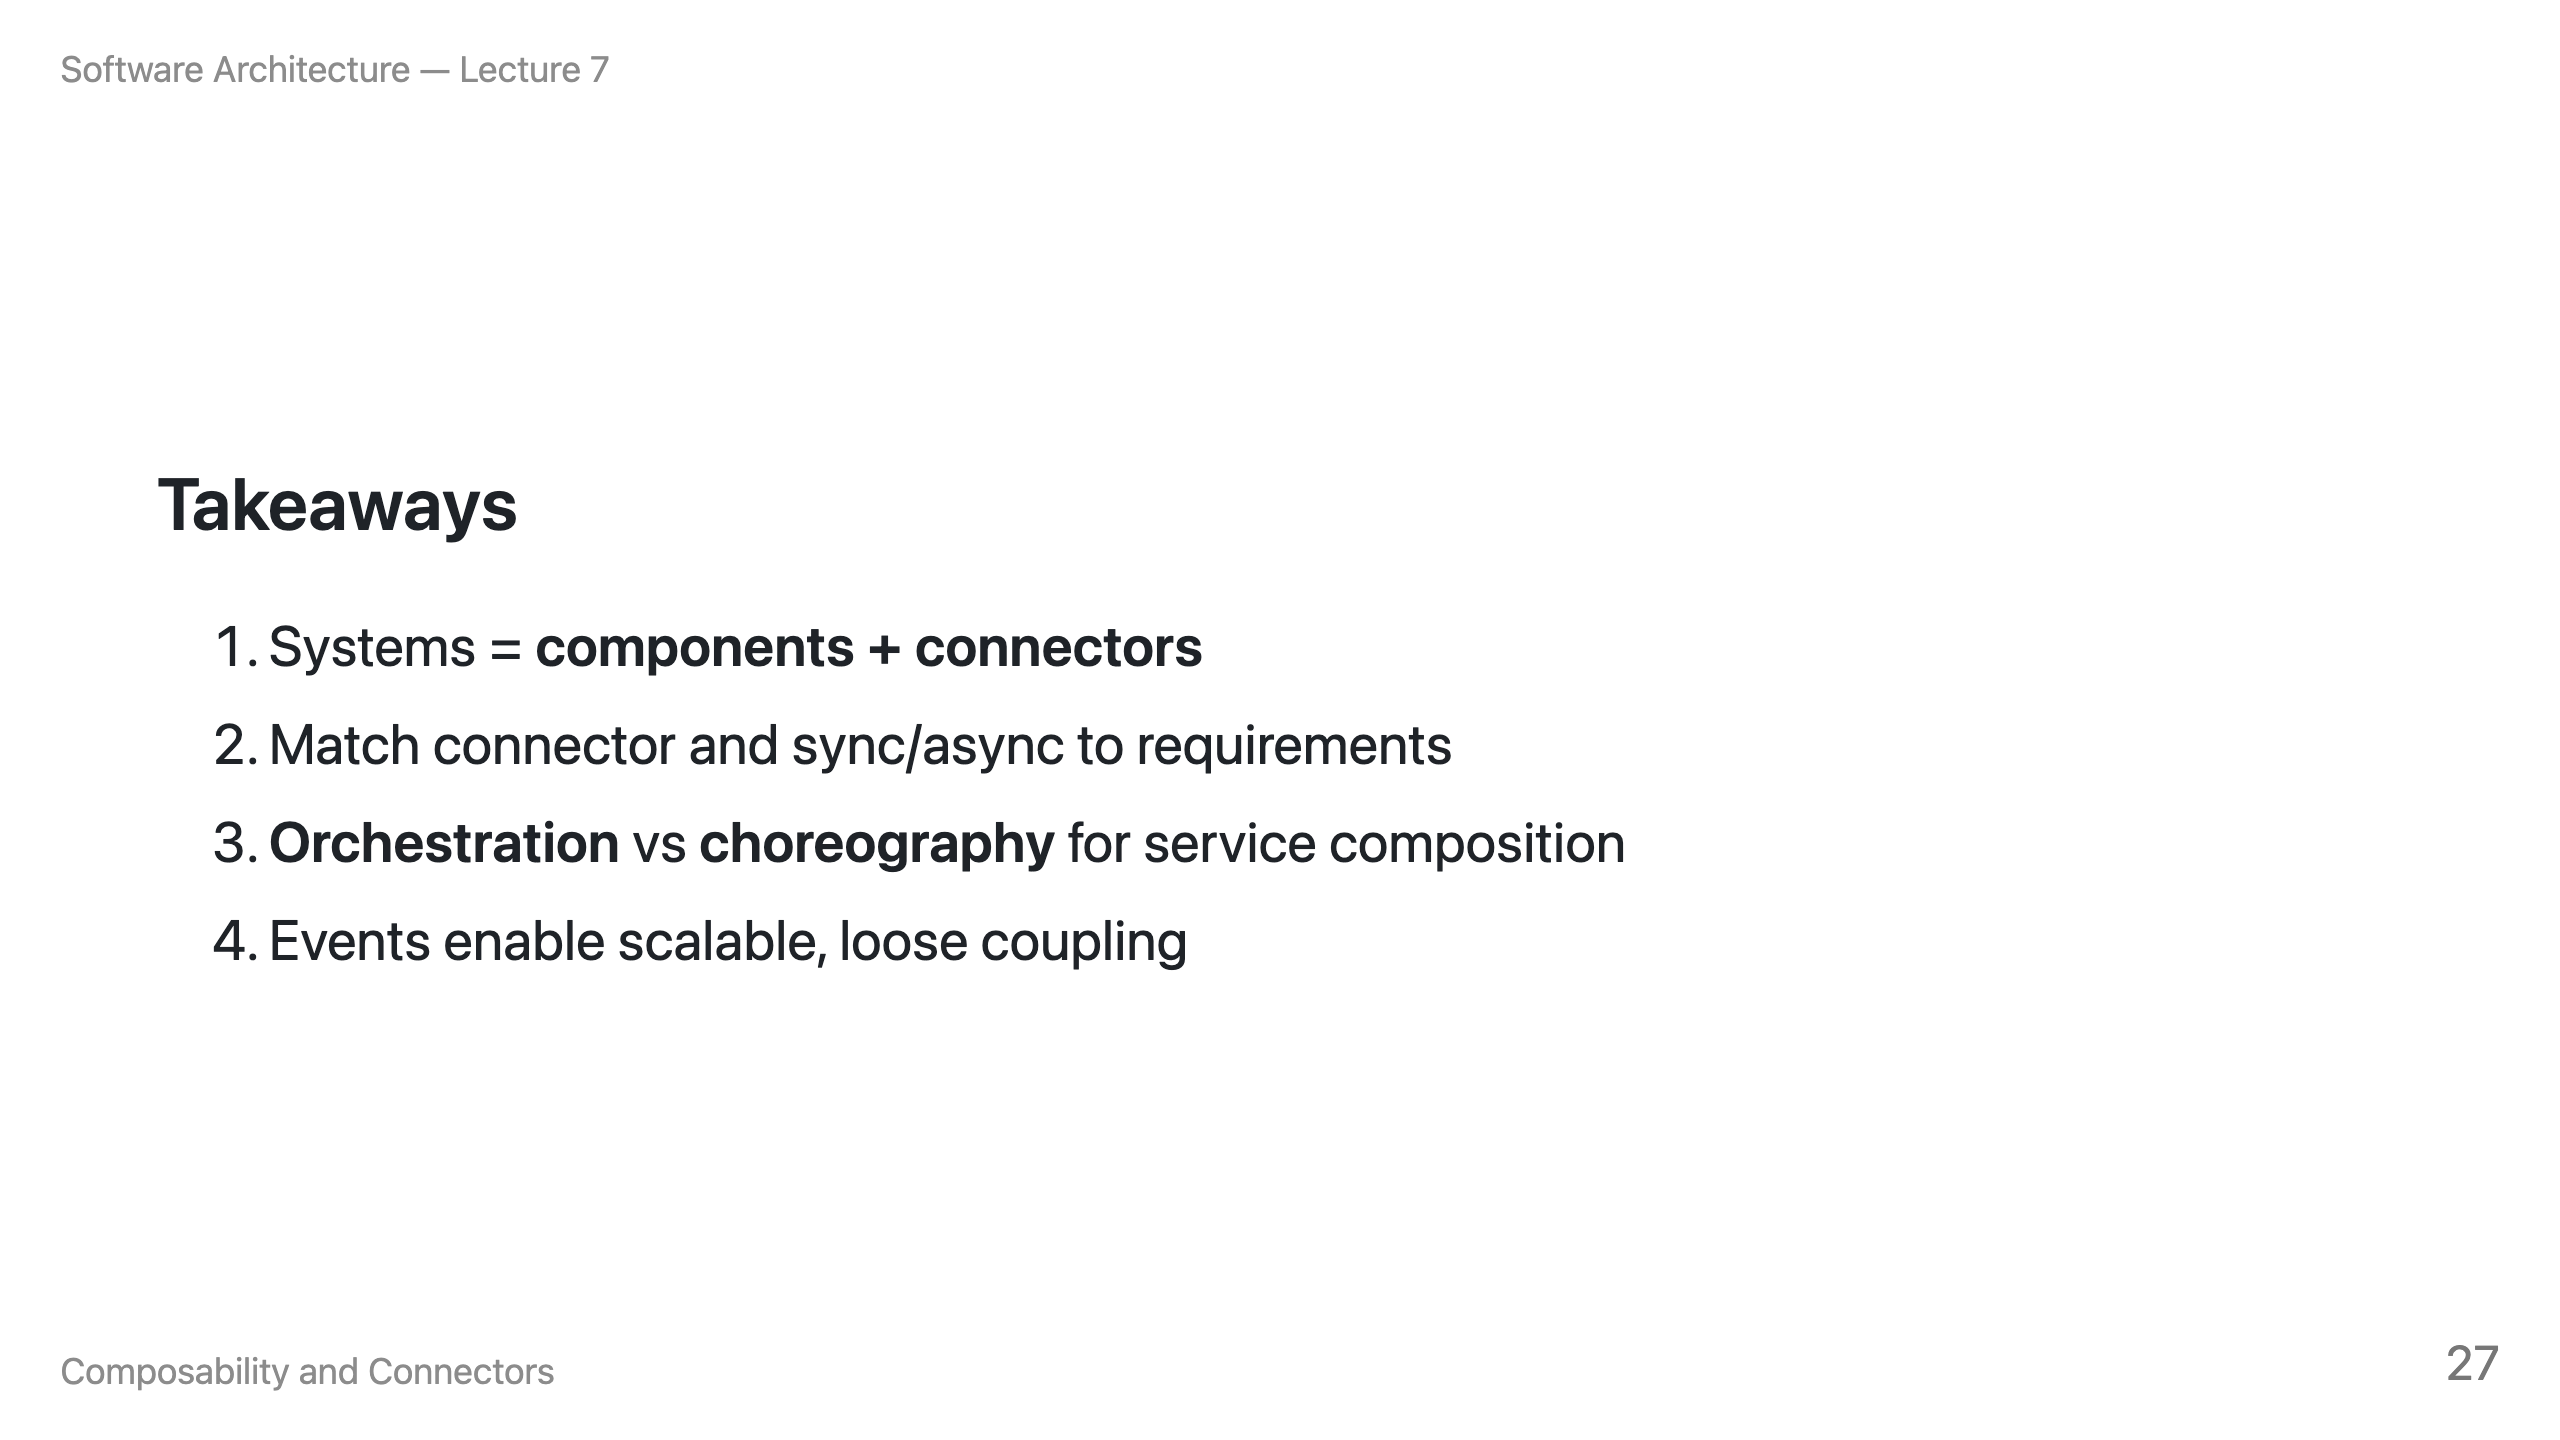 Software Architecture — Lecture 7
Takeaways
1. Systems = components + connectors
2. Match connector and sync/async to requirements
3. Orchestration vs choreography for service composition
4. Events enable scalable, loose coupling
Composability and Connectors
27